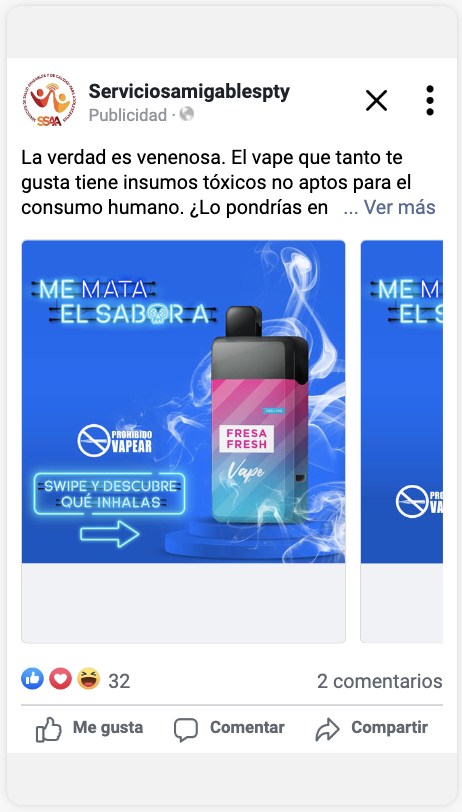 Serviciosamigablespty
Publicidad ·
La verdad es venenosa. El vape que tanto te
gusta tiene insumos tóxicos no aptos para el
consumo humano. ¿Lo pondrías en ... Ver más
ME MATA
EL SABOR A
PROHIBIDO
VAPEAR
SWIPE Y DESCUBRE
QUÉ INHALAS
FRESA
FRESH
Vape
ME M
EL S
PRO
VA
SSAA
32
2 comentarios
Me gusta
Comentar
Compartir